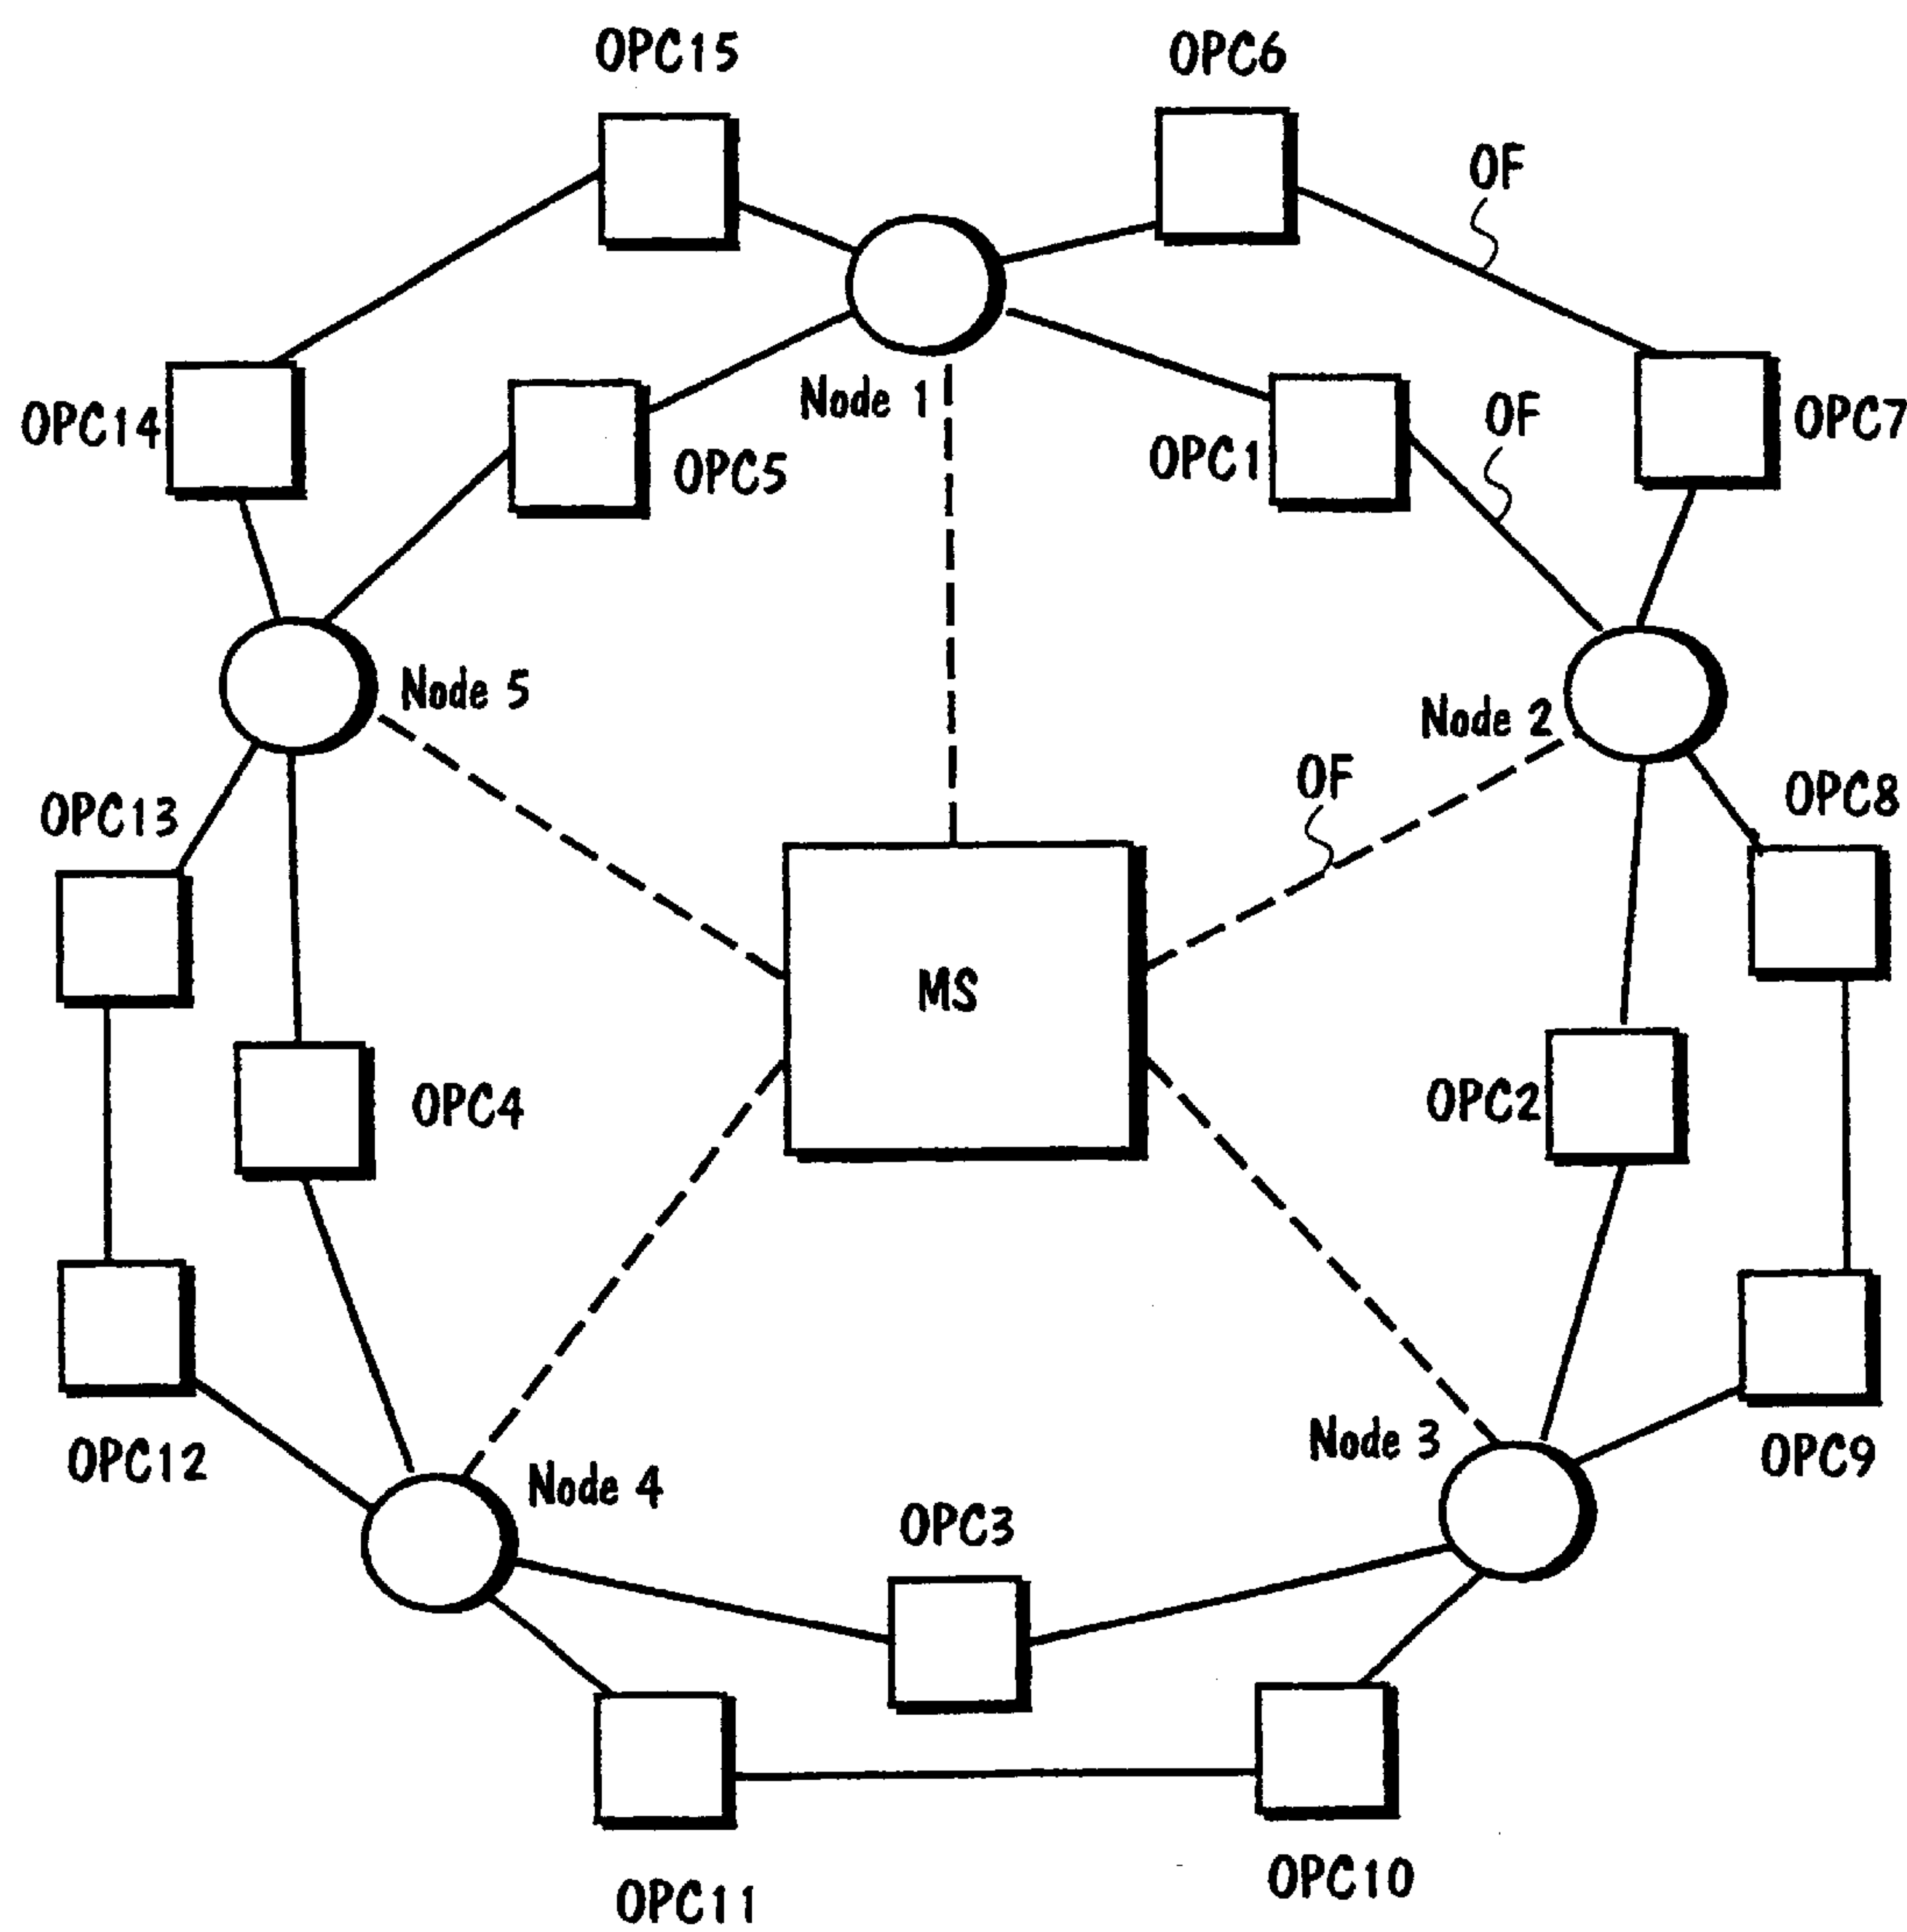 OPC15
OPC6
OF
OPC14
OPC5
Node 1
OPC1
OF
OPC7
Node 5
Node 2
OF
OPC13
OPC8
MS
OPC4
OPC2
OPC12
Node 4
OPC3
Node 3
OPC9
OPC11
OPC10